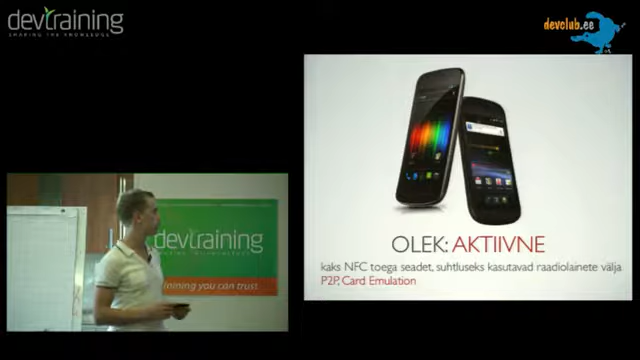 devtraining
SHARING THE KNOWLEDGE
devclub.ee
devtraining
ining you can trust.
OLEK: AKTIIVNE
kaks NFC toega seadet, suhtluseks kasutavad raadiolainete välja
P2P, Card Emulation